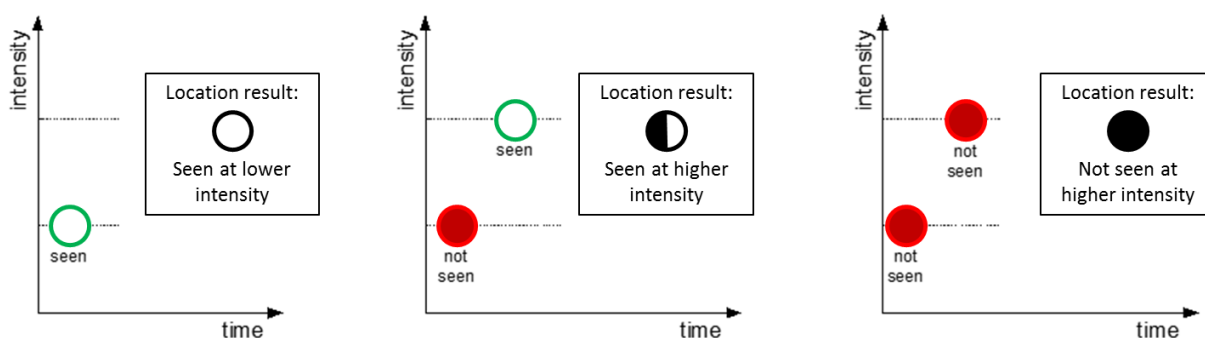 intensity
Location result:
Seen at lower
intensity
seen
time
intensity
seen
Location result:
Seen at higher
intensity
not
seen
time
intensity
not
seen
Location result:
Not seen at
higher intensity
not
seen
time